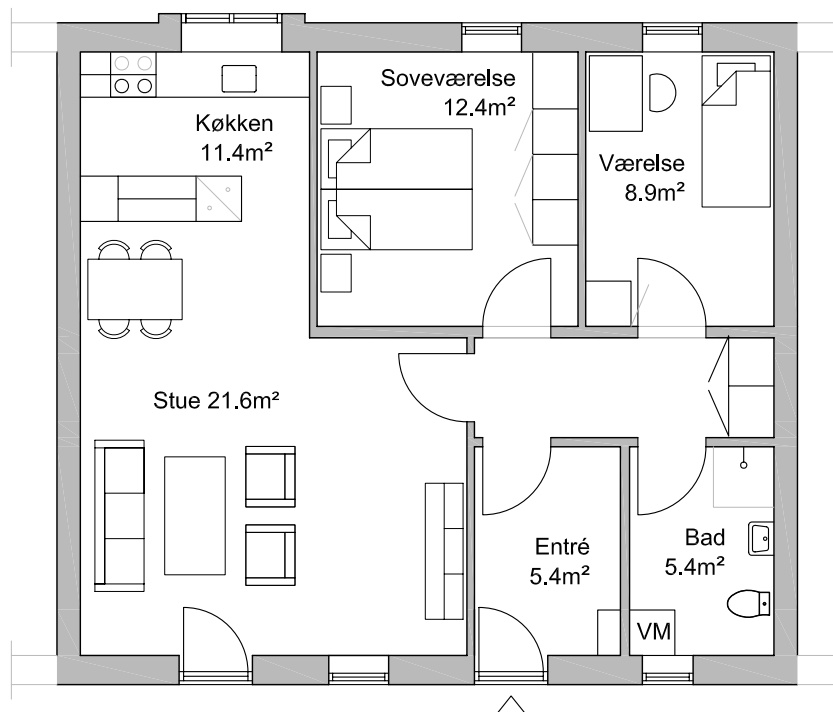 Soveværelse
12.4m²
Køkken
11.4m²
Værelse
8.9m²
Stue 21.6m²
Entré
5.4m²
Bad
5.4m²
VM